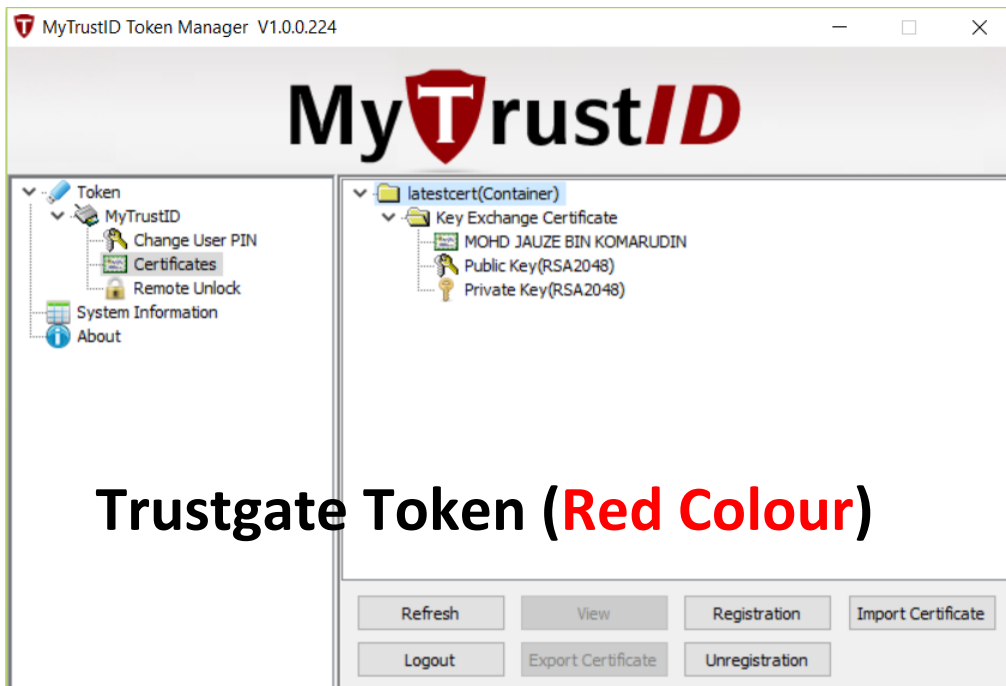 MyTrustID Token Manager V1.0.0.224
MyTrustID
Token
MyTrustID
Change User PIN
Certificates
Remote Unlock
System Information
About
latestcert(Container)
Key Exchange Certificate
MOHD JAUZE BIN KOMARUDIN
Public Key(RSA2048)
Private Key(RSA2048)
Trustgate Token (Red Colour)
Refresh
View
Registration
Import Certificate
Logout
Export Certificate
Unregistration